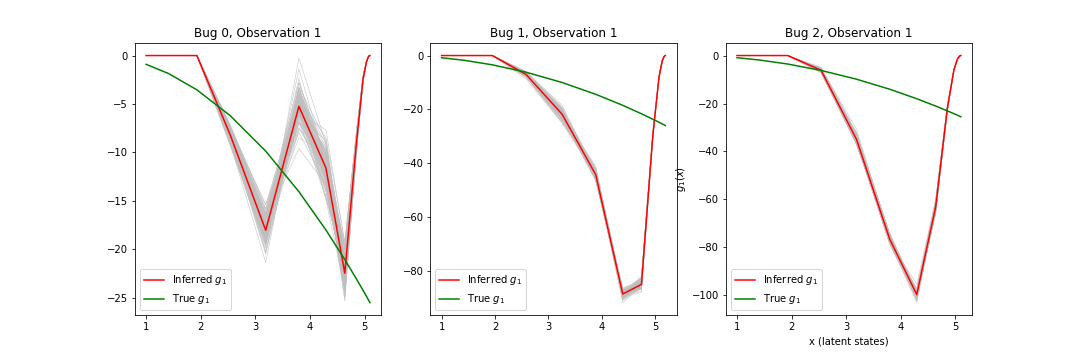 Bug 0, Observation 1
0
−5
−10
−15
−20
−25
1 2 3 4 5
Inferred g₁
True g₁
Bug 1, Observation 1
0
−20
−40
−60
−80
1 2 3 4 5
Inferred g₁
True g₁
Bug 2, Observation 1
g₁(x)
0
−20
−40
−60
−80
−100
1 2 3 4 5
x (latent states)
Inferred g₁
True g₁